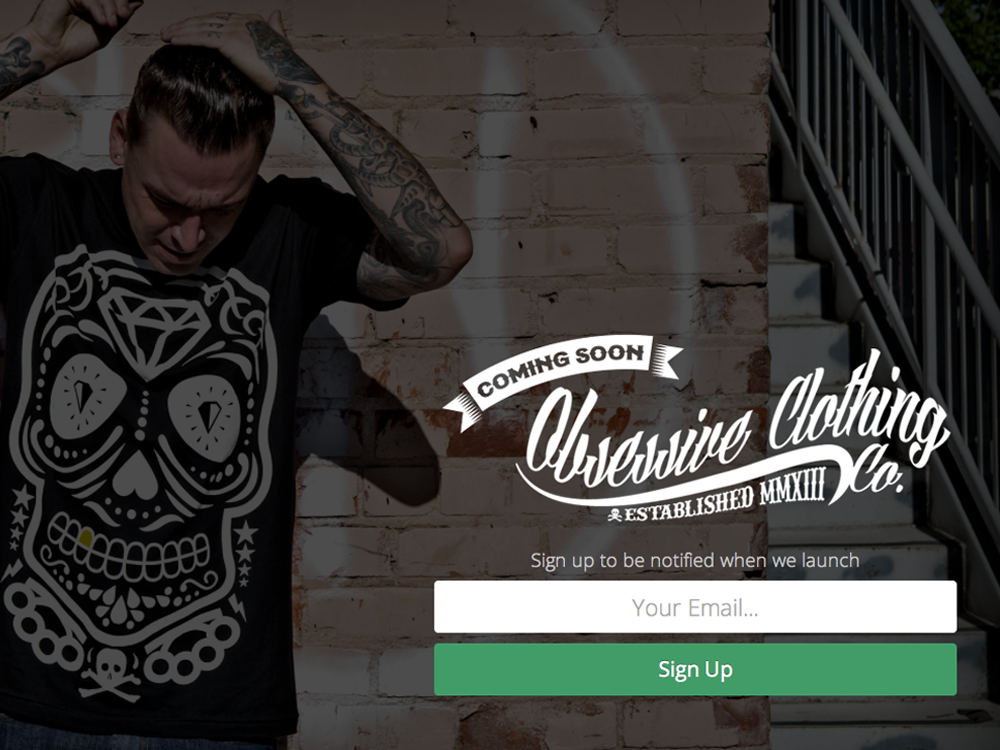 COMING SOON
Obsessive Clothing
Co.
ESTABLISHED MMXIII
Sign up to be notified when we launch
Your Email...
Sign Up